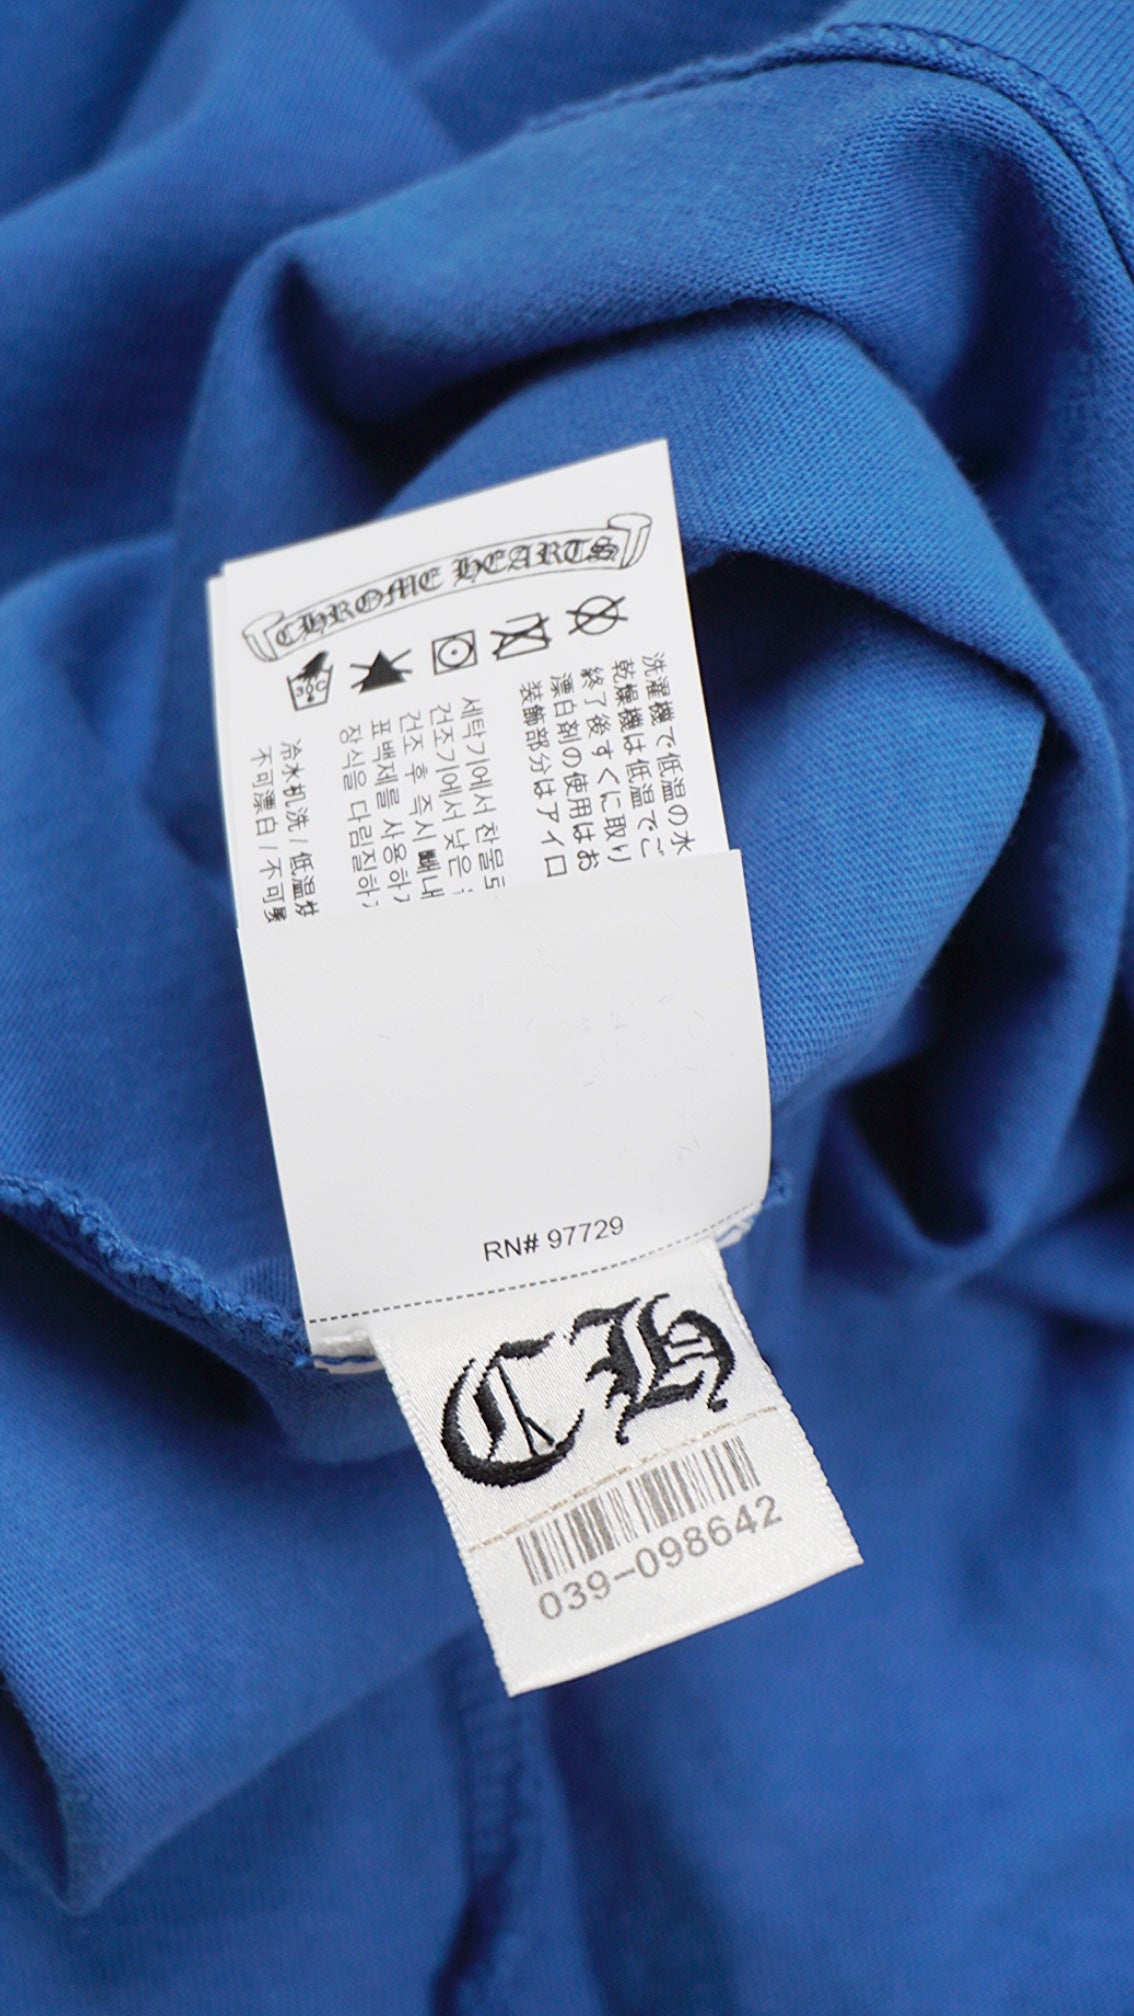 CHROME HEARTS
30C
洗濯機で低温の水
乾燥機は低温でご
終了後すぐに取り
漂白剤の使用はお
装飾部分はアイロ
세탁기에서 찬물
건조기에서 낮은
건조 후 즉시 빼내
표백제를 사용하
장식을 다림질하
冷水机洗 / 低温
不可漂白 / 不可
RN# 97729
CH
039-098642